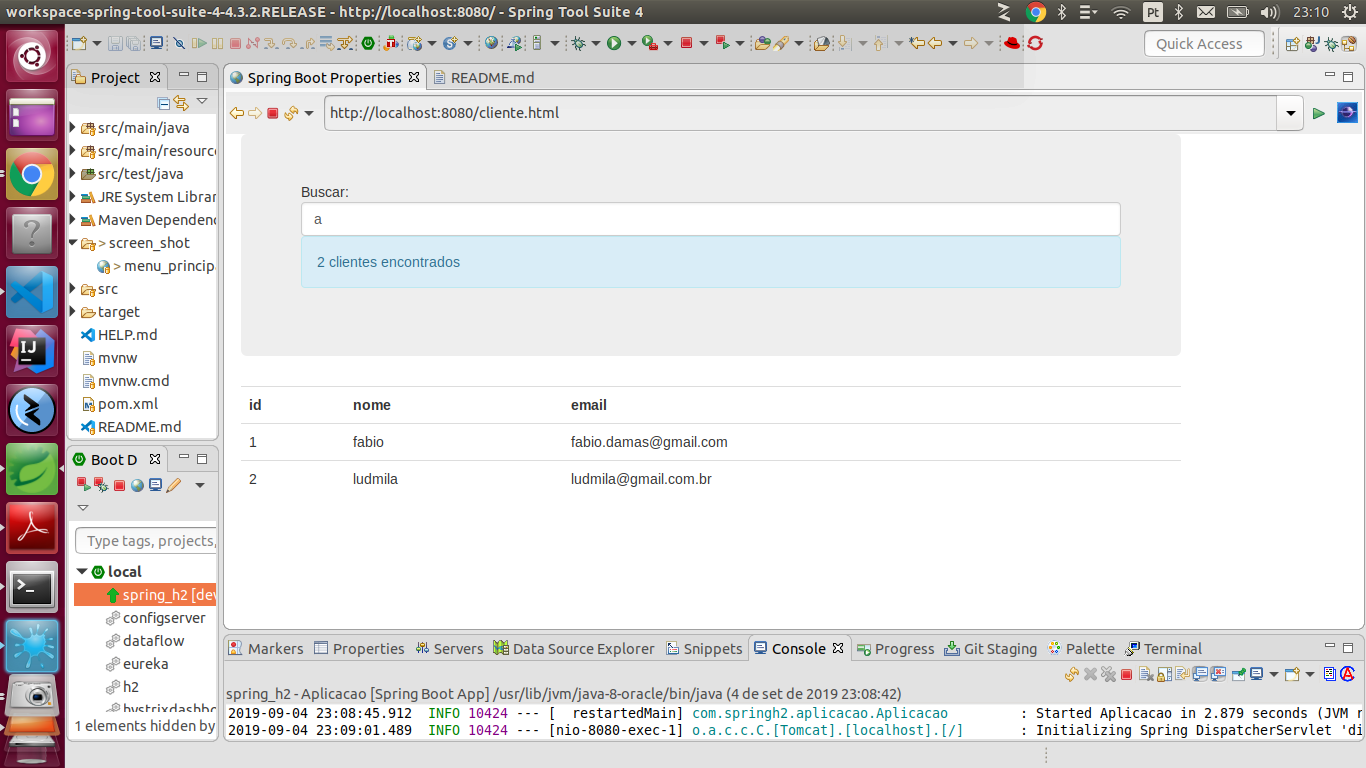 workspace-spring-tool-suite-4-4.3.2.RELEASE - http://localhost:8080/ - Spring Tool Suite 4
Pt
23:10
Quick Access
Project
Spring Boot Properties
README.md
http://localhost:8080/cliente.html
src/main/java
src/main/resourc
src/test/java
JRE System Librar
Maven Dependenc
> screen_shot
> menu_principa
src
target
HELP.md
mvnw
mvnw.cmd
pom.xml
README.md
Buscar:
a
2 clientes encontrados
id nome email
1 fabio fabio.damas@gmail.com
2 ludmila ludmila@gmail.com.br
Boot D
Type tags, projects,
local
spring_h2 [dev
configserver
dataflow
eureka
h2
hystrixdashbo
1 elements hidden by
Markers Properties Servers Data Source Explorer Snippets Console Progress Git Staging Palette Terminal
spring_h2 - Aplicacao [Spring Boot App] /usr/lib/jvm/java-8-oracle/bin/java (4 de set de 2019 23:08:42)
2019-09-04 23:08:45.912 INFO 10424 --- [ restartedMain] com.springh2.aplicacao.Aplicacao : Started Aplicacao in 2.879 seconds (JVM r
2019-09-04 23:09:01.489 INFO 10424 --- [nio-8080-exec-1] o.a.c.c.C.[Tomcat].[localhost].[/] : Initializing Spring DispatcherServlet 'di